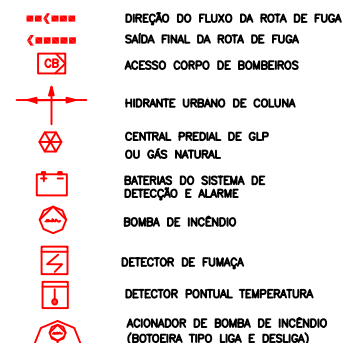 DIREÇÃO DO FLUXO DA ROTA DE FUGA
SAÍDA FINAL DA ROTA DE FUGA
CB ACESSO CORPO DE BOMBEIROS
HIDRANTE URBANO DE COLUNA
CENTRAL PREDIAL DE GLP
OU GÁS NATURAL
BATERIAS DO SISTEMA DE
DETECÇÃO E ALARME
BOMBA DE INCÊNDIO
DETECTOR DE FUMAÇA
DETECTOR PONTUAL TEMPERATURA
ACIONADOR DE BOMBA DE INCÊNDIO
(BOTOEIRA TIPO LIGA E DESLIGA)